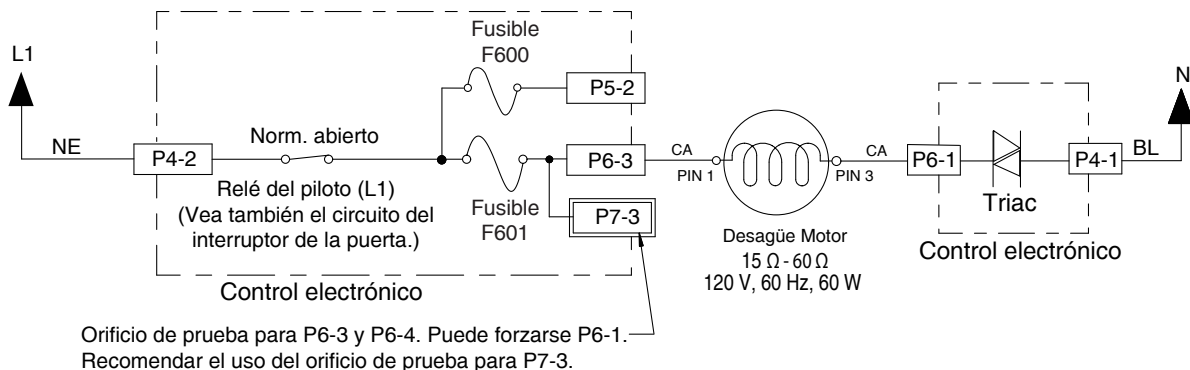 L1
NE
P4-2
Norm. abierto
Relé del piloto (L1)
(Vea también el circuito del
interruptor de la puerta.)
Fusible
F600
P5-2
P6-3
Fusible
F601
P7-3
Control electrónico
Orificio de prueba para P6-3 y P6-4. Puede forzarse P6-1.
Recomendar el uso del orificio de prueba para P7-3.
CA
PIN 1
CA
PIN 3
Desagüe Motor
15 Ω - 60 Ω
120 V, 60 Hz, 60 W
P6-1
Triac
P4-1
BL
N
Control electrónico